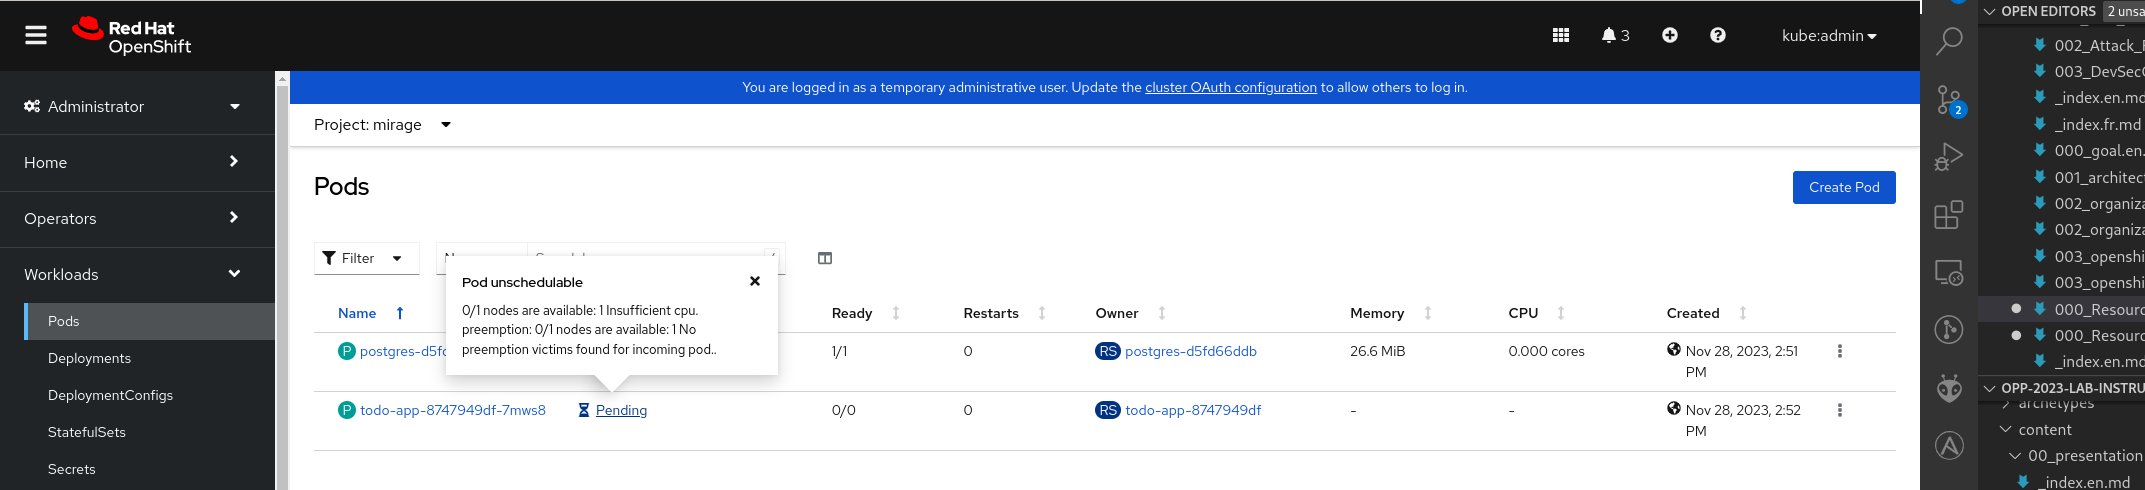 Red Hat
OpenShift
3
kube:admin
Administrator
Home
Operators
Workloads
Pods
Deployments
DeploymentConfigs
StatefulSets
Secrets
You are logged in as a temporary administrative user. Update the cluster OAuth configuration to allow others to log in.
Project: mirage
Pods
Create Pod
Filter
Pod unschedulable
0/1 nodes are available: 1 Insufficient cpu.
preemption: 0/1 nodes are available: 1 No
preemption victims found for incoming pod..
Name
Ready
Restarts
Owner
Memory
CPU
Created
P postgres-d5fd
1/1
0
RS postgres-d5fd66ddb
26.6 MiB
0.000 cores
Nov 28, 2023, 2:51
PM
P todo-app-8747949df-7mws8
Pending
0/0
0
RS todo-app-8747949df
-
-
Nov 28, 2023, 2:52
PM
2
OPEN EDITORS 2 unsa
002_Attack_
003_DevSec
_index.en.md
_index.fr.md
000_goal.en.
001_architec
002_organiza
002_organiza
003_openshi
003_openshi
000_Resourc
000_Resourc
_index.en.md
OPP-2023-LAB-INSTRU
archetypes
content
00_presentation
_index.en.md